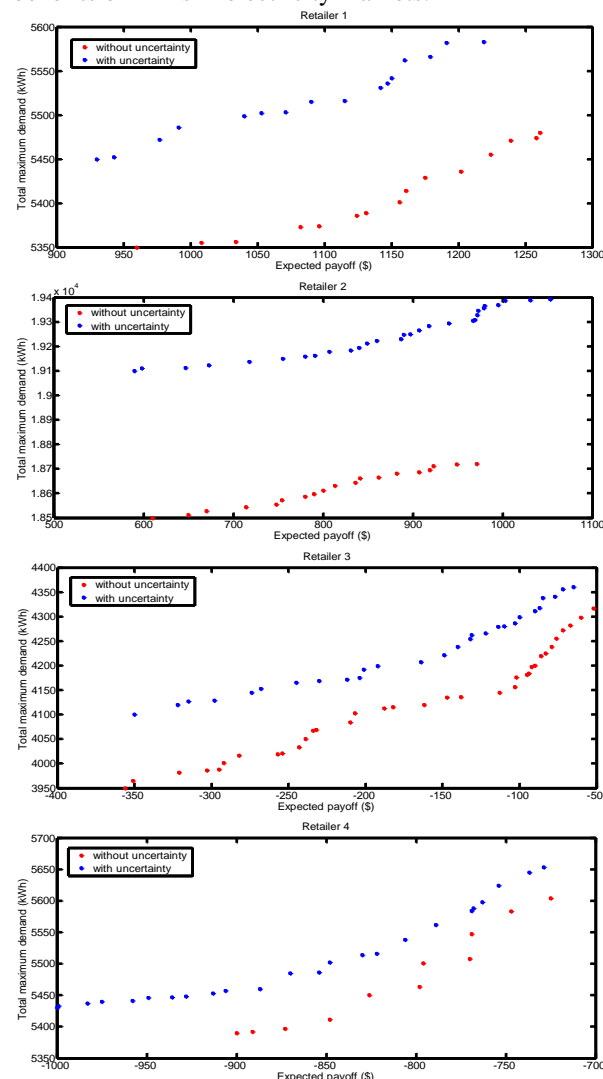 Retailer 1
5600
5550
5500
5450
5400
5350
Total maximum demand (kWh)
without uncertainty
with uncertainty
900 950 1000 1050 1100 1150 1200 1250 1300
Expected payoff ($)
Retailer 2
x 10^4
1.94
1.93
1.92
1.91
1.9
1.89
1.88
1.87
1.86
1.85
Total maximum demand (kWh)
without uncertainty
with uncertainty
500 600 700 800 900 1000 1100
Expected payoff ($)
Retailer 3
4400
4350
4300
4250
4200
4150
4100
4050
4000
3950
Total maximum demand (kWh)
without uncertainty
with uncertainty
-400 -350 -300 -250 -200 -150 -100 -50
Expected payoff ($)
Retailer 4
5700
5650
5600
5550
5500
5450
5400
5350
Total maximum demand (kWh)
without uncertainty
with uncertainty
-1000 -950 -900 -850 -800 -750 -700
Expected payoff ($)